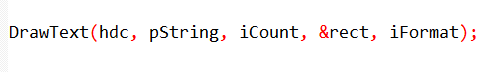 DrawText(hdc, pString, iCount, &rect, iFormat);